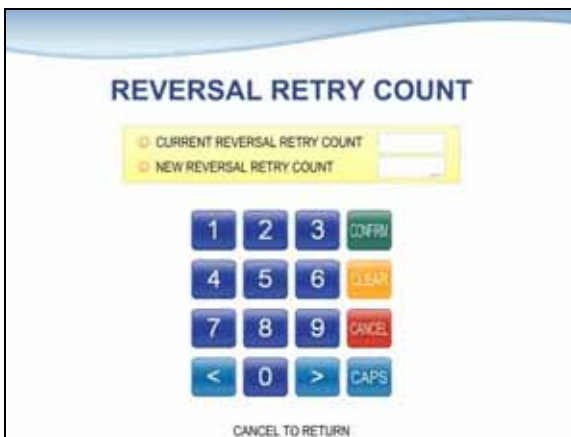 REVERSAL RETRY COUNT
CURRENT REVERSAL RETRY COUNT
NEW REVERSAL RETRY COUNT
1 2 3 CONFIRM
4 5 6 CLEAR
7 8 9 CANCEL
< 0 > CAPS
CANCEL TO RETURN